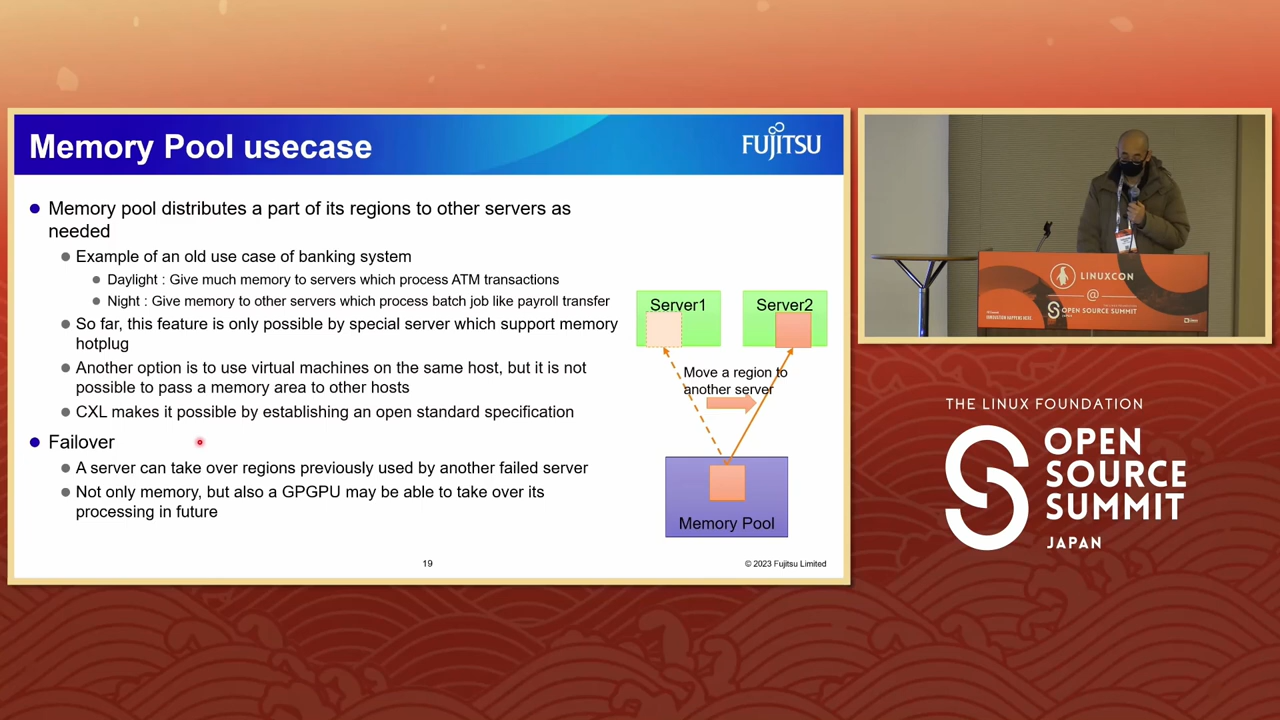 Memory Pool usecase
FUJITSU
Memory pool distributes a part of its regions to other servers as
needed
Example of an old use case of banking system
Daylight : Give much memory to servers which process ATM transactions
Night : Give memory to other servers which process batch job like payroll transfer
So far, this feature is only possible by special server which support memory
hotplug
Another option is to use virtual machines on the same host, but it is not
possible to pass a memory area to other hosts
CXL makes it possible by establishing an open standard specification
Failover
A server can take over regions previously used by another failed server
Not only memory, but also a GPGPU may be able to take over its
processing in future
Server1
Server2
Move a region to
another server
Memory Pool
19
© 2023 Fujitsu Limited
LINUXCON
@
OPEN SOURCE SUMMIT
THE LINUX FOUNDATION
OPEN
SOURCE
SUMMIT
JAPAN